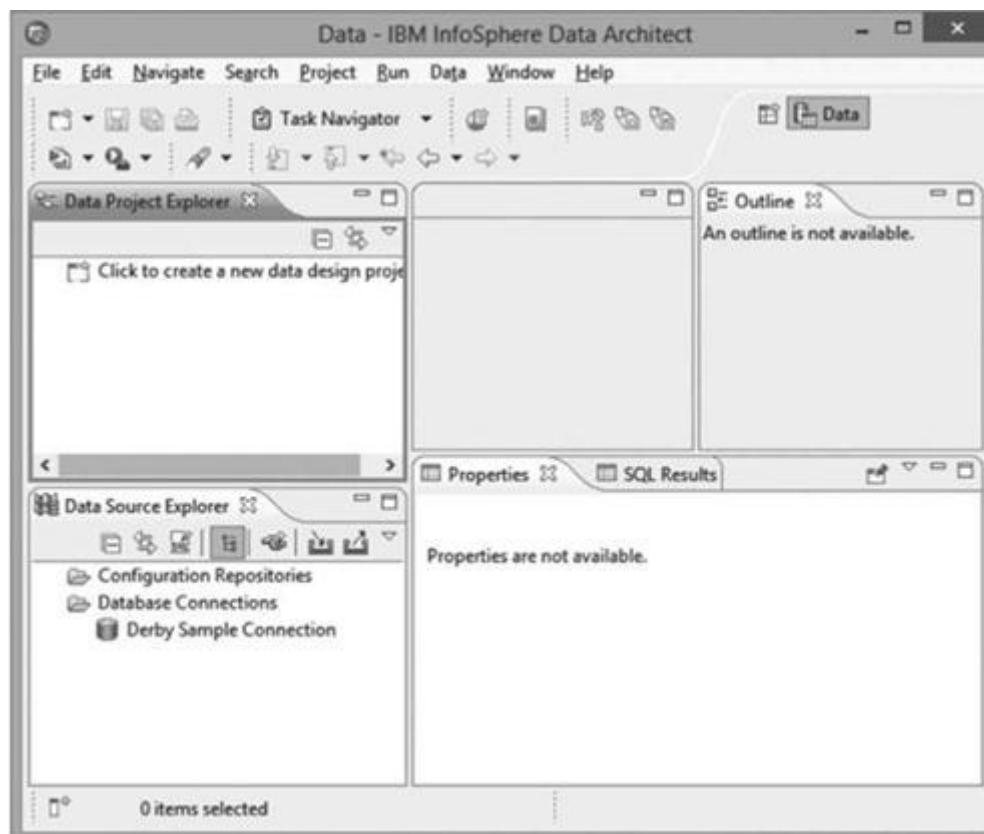 Data - IBM InfoSphere Data Architect
File Edit Navigate Search Project Run Data Window Help
Task Navigator
Data
Data Project Explorer
Click to create a new data design proje
Outline
An outline is not available.
Data Source Explorer
Configuration Repositories
Database Connections
Derby Sample Connection
Properties SQL Results
Properties are not available.
0 items selected